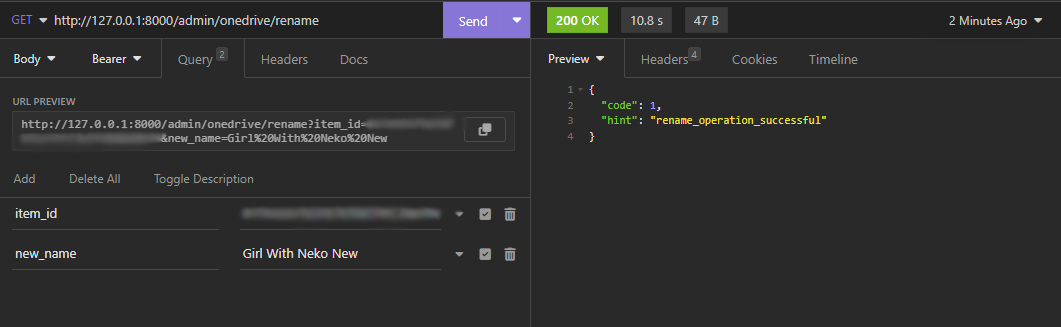 GET http://127.0.0.1:8000/admin/onedrive/rename Send
200 OK 10.8 s 47 B 2 Minutes Ago
Body Bearer Query 2 Headers Docs
Preview Headers 4 Cookies Timeline
URL PREVIEW
http://127.0.0.1:8000/admin/onedrive/rename?item_id=
&new_name=Girl%20With%20Neko%20New
Add Delete All Toggle Description
item_id
new_name Girl With Neko New
1 {
2 "code": 1,
3 "hint": "rename_operation_successful"
4 }